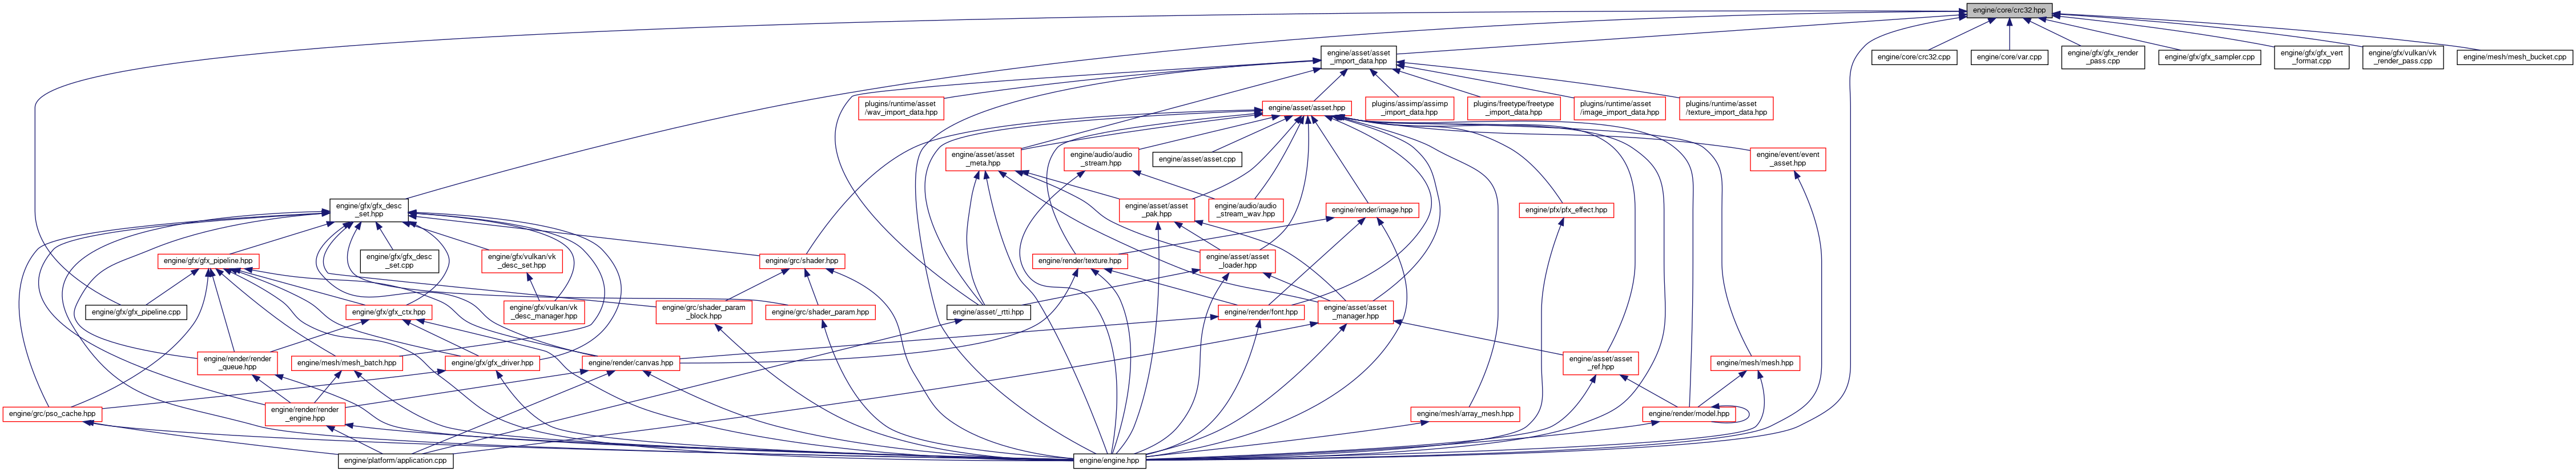 engine/core/crc32.hpp
engine/asset/asset
_import_data.hpp
engine/core/crc32.cpp
engine/core/var.cpp
engine/gfx/gfx_render
_pass.cpp
engine/gfx/gfx_sampler.cpp
engine/gfx/gfx_vert
_format.cpp
engine/gfx/vulkan/vk
_render_pass.cpp
engine/mesh/mesh_bucket.cpp
plugins/runtime/asset
/wav_import_data.hpp
engine/asset/asset.hpp
plugins/assimp/assimp
_import_data.hpp
plugins/freetype/freetype
_import_data.hpp
plugins/runtime/asset
/image_import_data.hpp
plugins/runtime/asset
/texture_import_data.hpp
engine/asset/asset
_meta.hpp
engine/audio/audio
_stream.hpp
engine/asset/asset.cpp
engine/event/event
_asset.hpp
engine/gfx/gfx_desc
_set.hpp
engine/asset/asset
_pak.hpp
engine/audio/audio
_stream_wav.hpp
engine/render/image.hpp
engine/pfx/pfx_effect.hpp
engine/gfx/gfx_pipeline.hpp
engine/gfx/gfx_desc
_set.cpp
engine/gfx/vulkan/vk
_desc_set.hpp
engine/grc/shader.hpp
engine/render/texture.hpp
engine/asset/asset
_loader.hpp
engine/gfx/gfx_pipeline.cpp
engine/gfx/gfx_ctx.hpp
engine/gfx/vulkan/vk
_desc_manager.hpp
engine/grc/shader_param
_block.hpp
engine/grc/shader_param.hpp
engine/asset/_rtti.hpp
engine/render/font.hpp
engine/asset/asset
_manager.hpp
engine/render/render
_queue.hpp
engine/mesh/mesh_batch.hpp
engine/gfx/gfx_driver.hpp
engine/render/canvas.hpp
engine/asset/asset
_ref.hpp
engine/mesh/mesh.hpp
engine/grc/pso_cache.hpp
engine/render/render
_engine.hpp
engine/mesh/array_mesh.hpp
engine/render/model.hpp
engine/platform/application.cpp
engine/engine.hpp